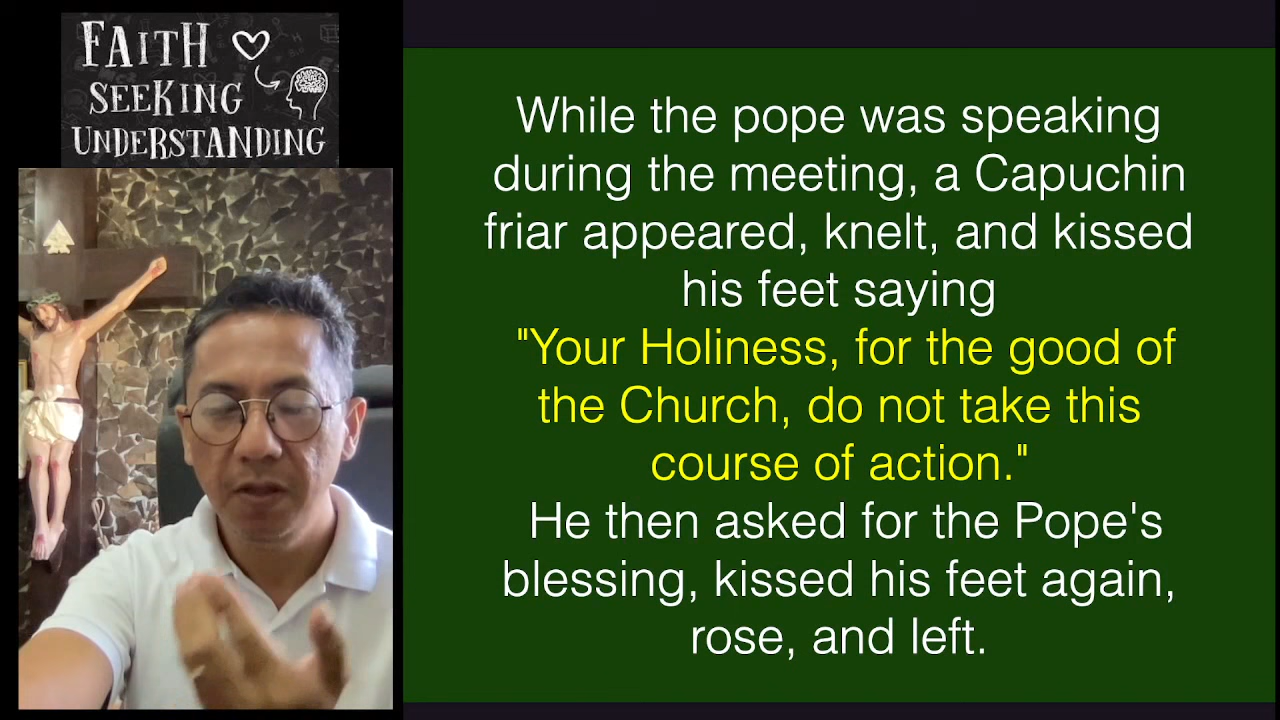 FAITH
SEEKING
UNDERSTANDING
While the pope was speaking
during the meeting, a Capuchin
friar appeared, knelt, and kissed
his feet saying
"Your Holiness, for the good of
the Church, do not take this
course of action."
He then asked for the Pope's
blessing, kissed his feet again,
rose, and left.